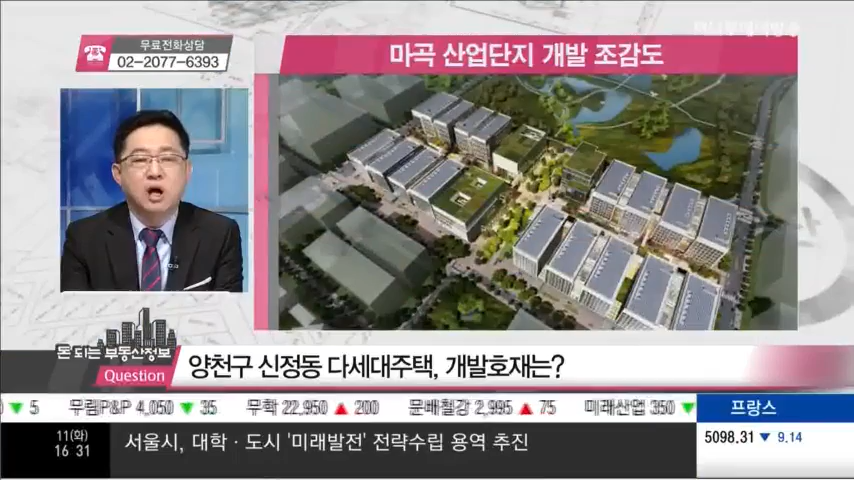 무료전화상담
02-2077-6393
마곡 산업단지 개발 조감도
돈 되는 부동산정보
Question
양천구 신정동 다세대주택, 개발호재는?
▼ 5 무림P&P 4,050 ▼ 35 무학 22,950 ▲ 200 문배철강 2,995 ▲ 75 미래산업 350 ▼
프랑스
5098.31 ▼ 9.14
11(화)
16 31
서울시, 대학·도시 '미래발전' 전략수립 용역 추진